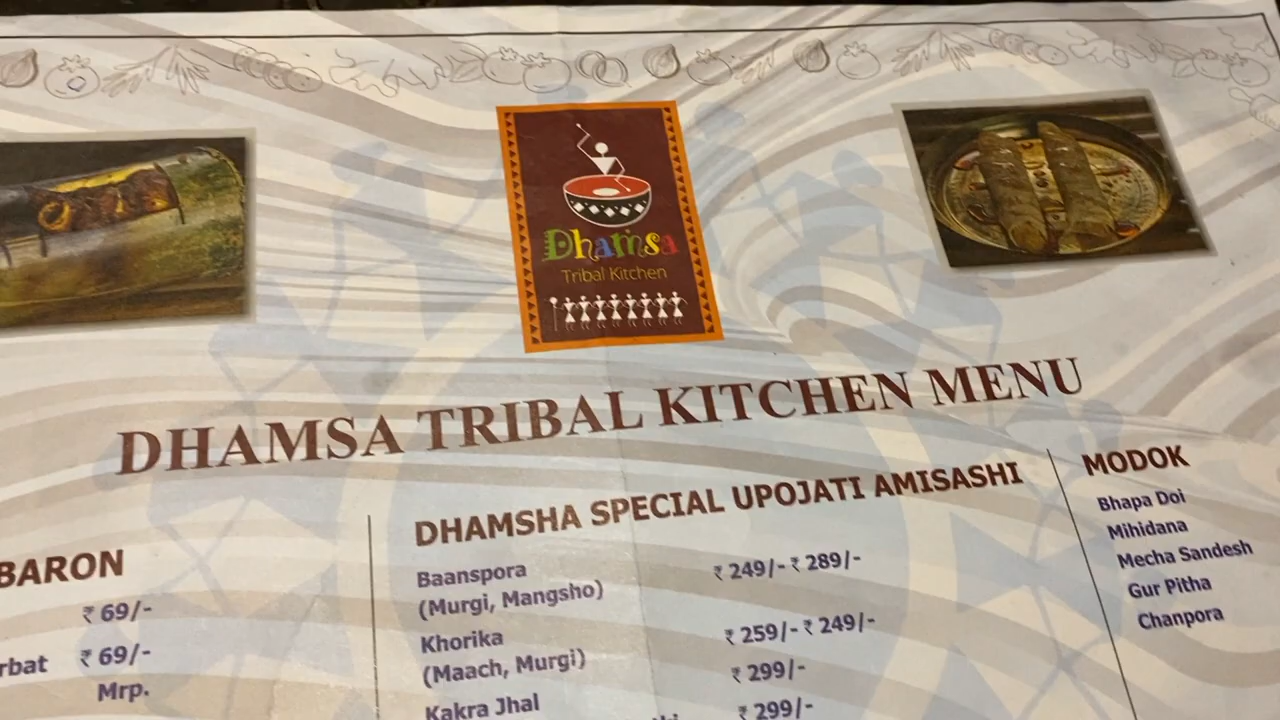 Dhamsa
Tribal Kitchen
DHAMSA TRIBAL KITCHEN MENU
BARON
₹ 69/-
rbat ₹ 69/-
Mrp.
DHAMSHA SPECIAL UPOJATI AMISASHI
Baanspora ₹ 249/- ₹ 289/-
(Murgi, Mangsho)
Khorika ₹ 259/- ₹ 249/-
(Maach, Murgi) ₹ 299/-
Kakra Jhal ₹ 299/-
MODOK
Bhapa Doi
Mihidana
Mecha Sandesh
Gur Pitha
Chanpora